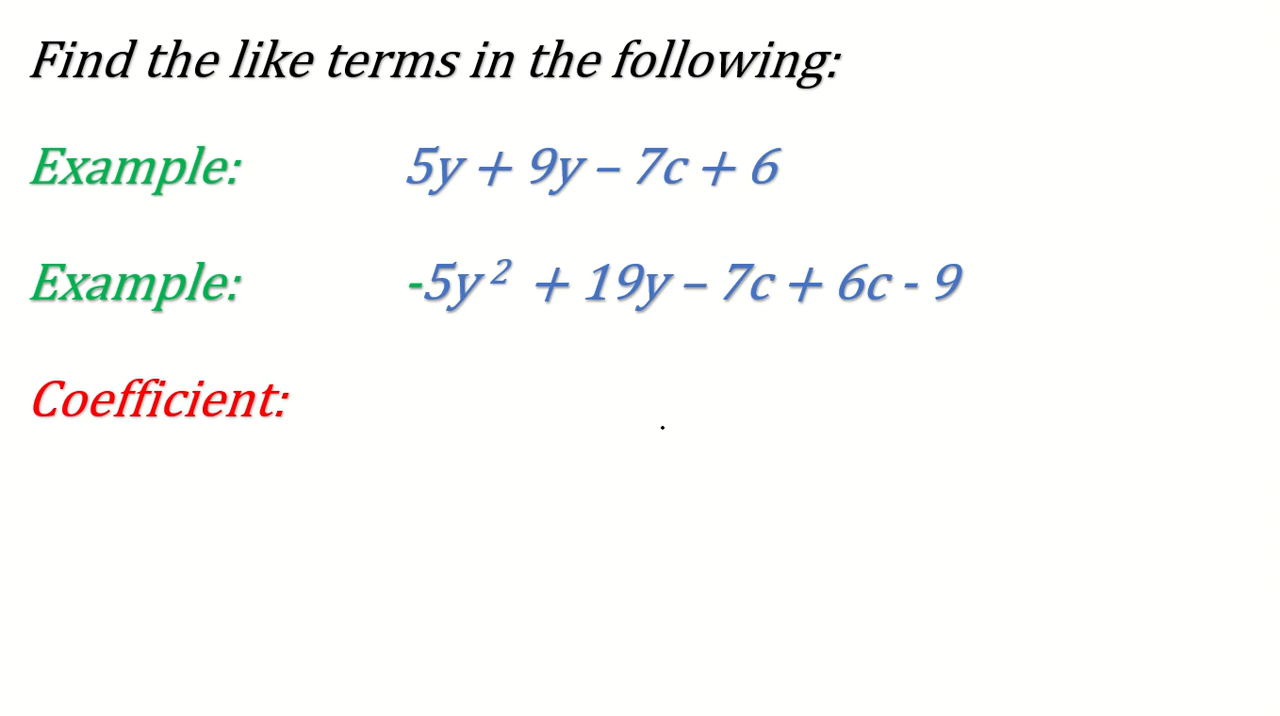 Find the like terms in the following:
Example: 5y + 9y – 7c + 6
Example: -5y² + 19y – 7c + 6c - 9
Coefficient: